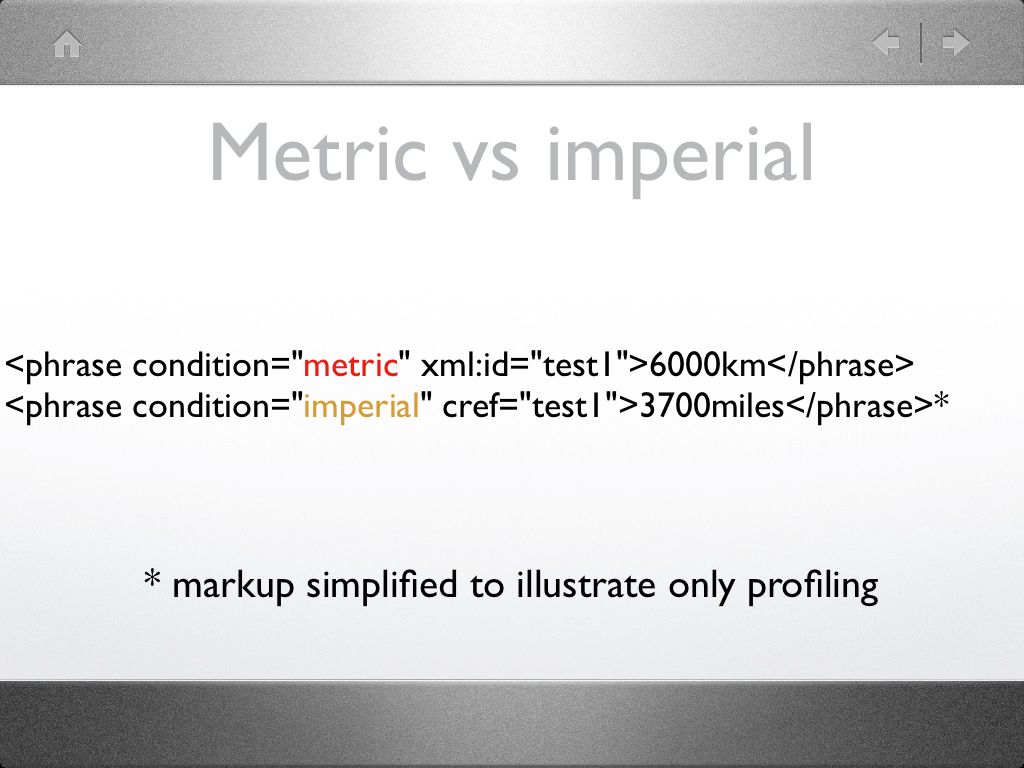 Metric vs imperial
<phrase condition="metric" xml:id="test1">6000km</phrase>
<phrase condition="imperial" cref="test1">3700miles</phrase>*
* markup simplified to illustrate only profiling